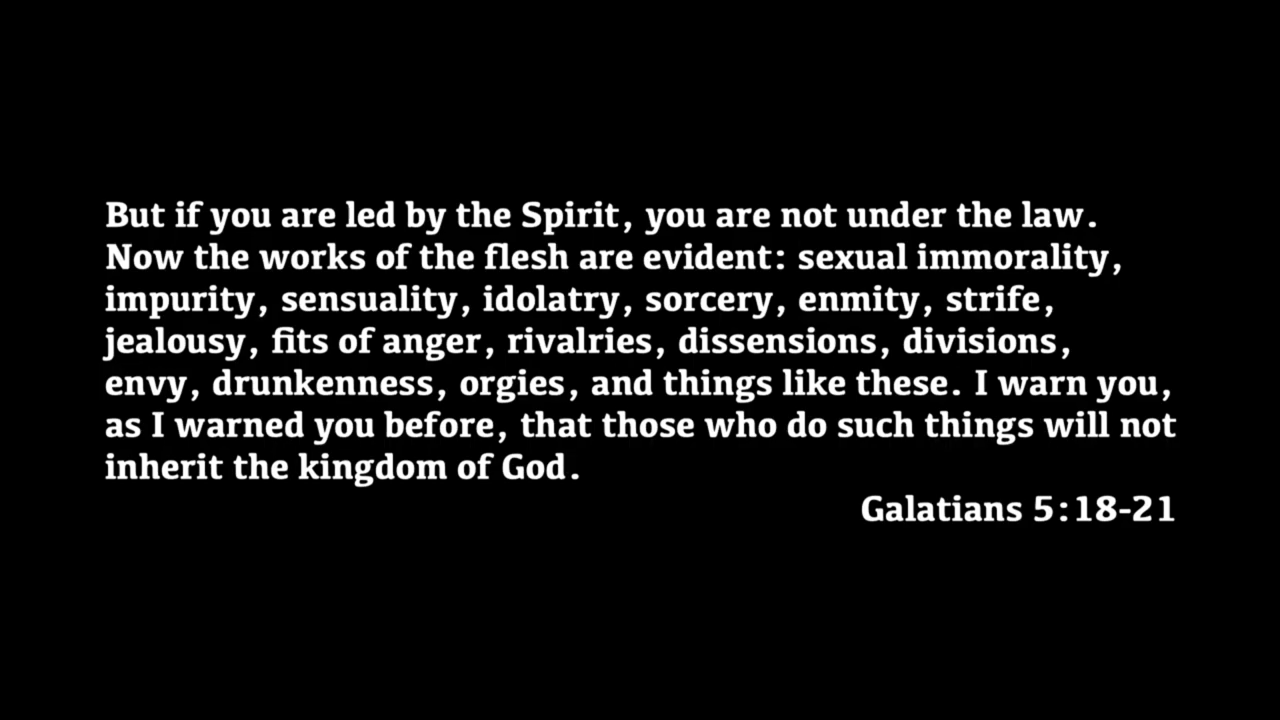 But if you are led by the Spirit, you are not under the law.
Now the works of the flesh are evident: sexual immorality,
impurity, sensuality, idolatry, sorcery, enmity, strife,
jealousy, fits of anger, rivalries, dissensions, divisions,
envy, drunkenness, orgies, and things like these. I warn you,
as I warned you before, that those who do such things will not
inherit the kingdom of God.
Galatians 5:18-21